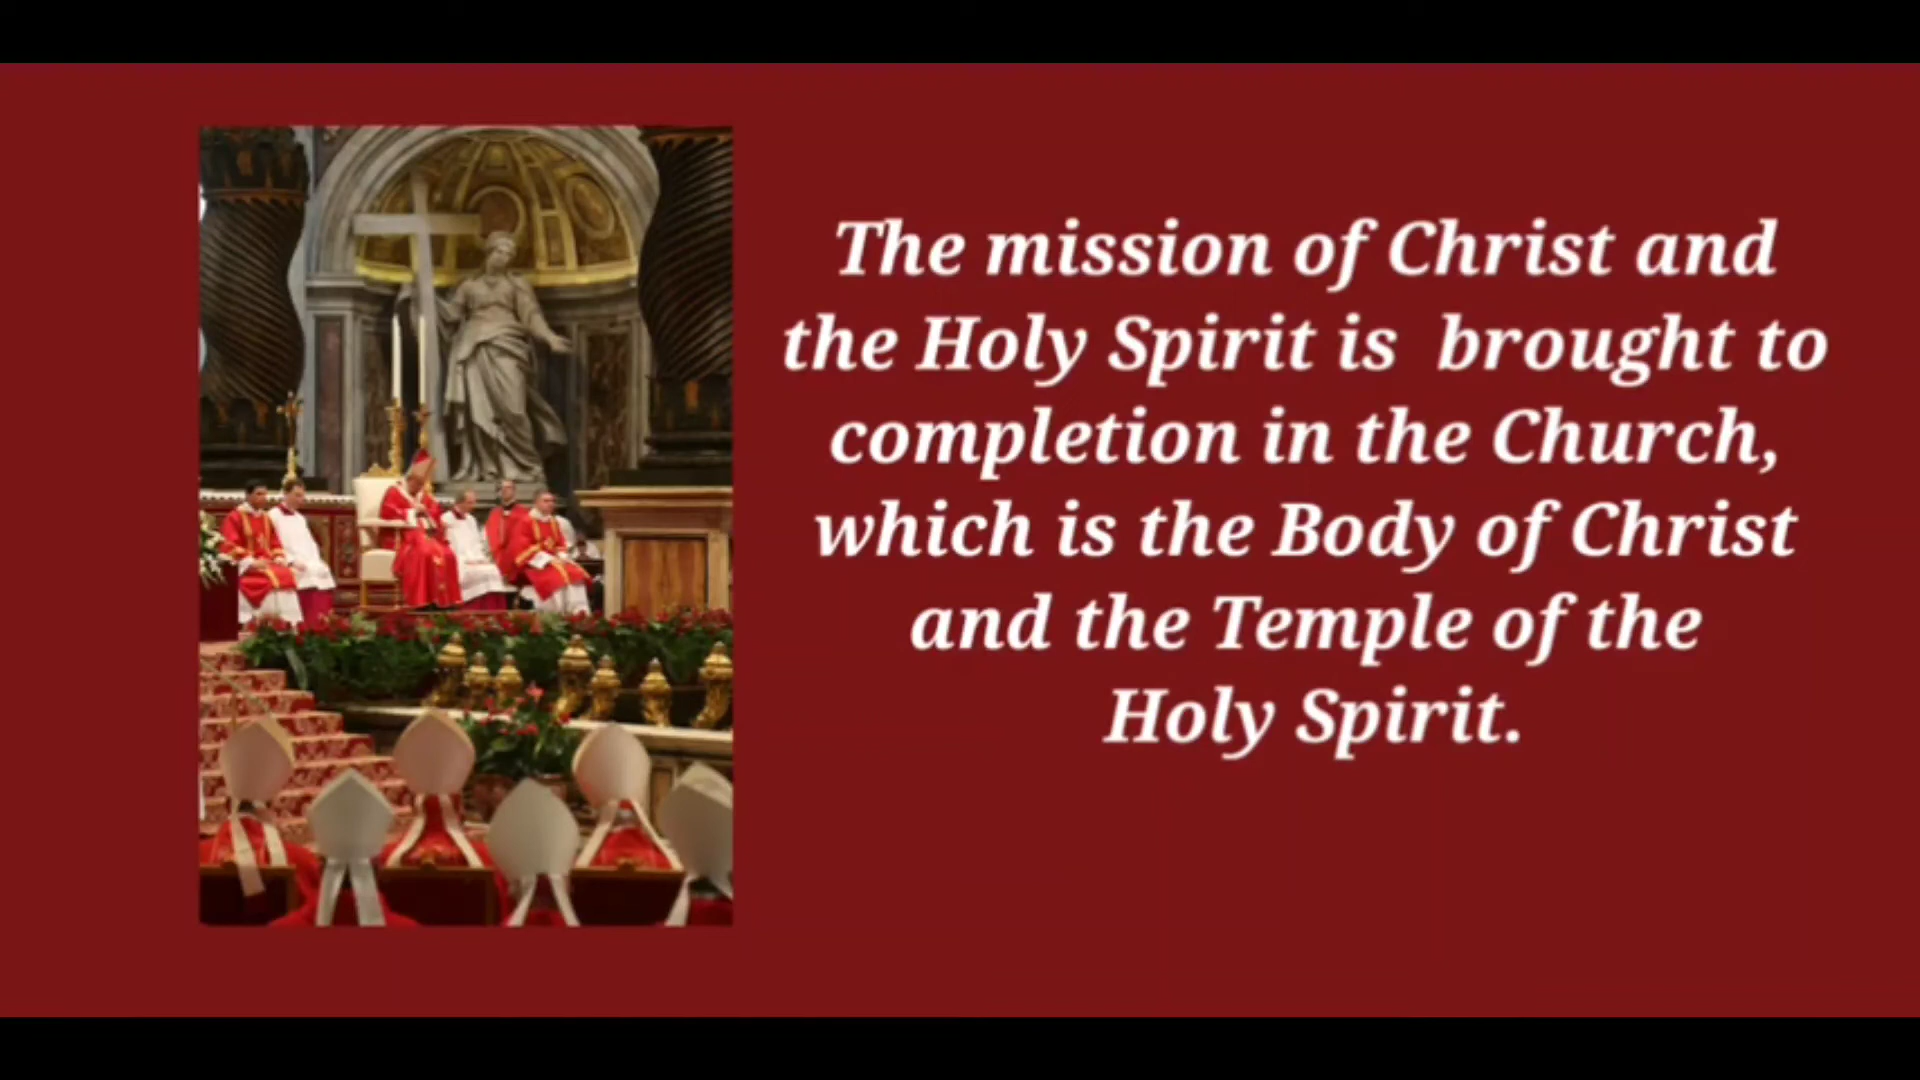 The mission of Christ and
the Holy Spirit is brought to
completion in the Church,
which is the Body of Christ
and the Temple of the
Holy Spirit.